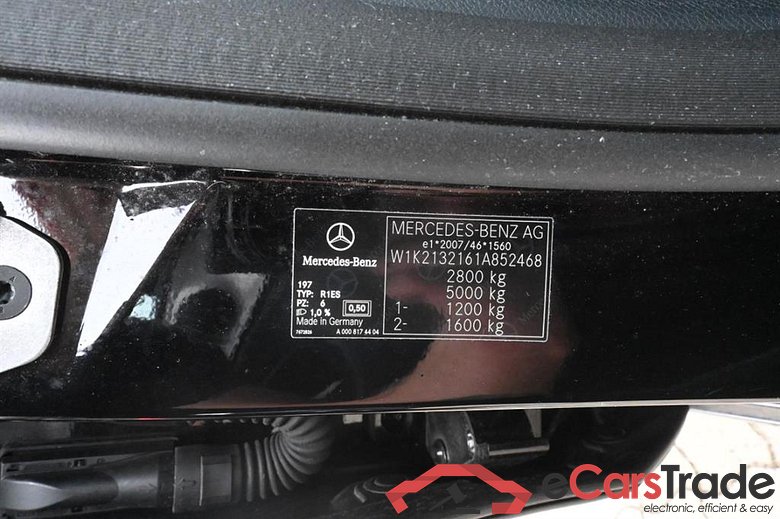 Mercedes-Benz
197
TYP: R1ES
PZ: 6
1,0 % 0,50
Made in Germany
7672826 A 000 817 64 04
MERCEDES-BENZ AG
e1*2007/46*1560
W1K2132161A852468
2800 kg
5000 kg
1- 1200 kg
2- 1600 kg
eCarsTrade
electronic, efficient & easy